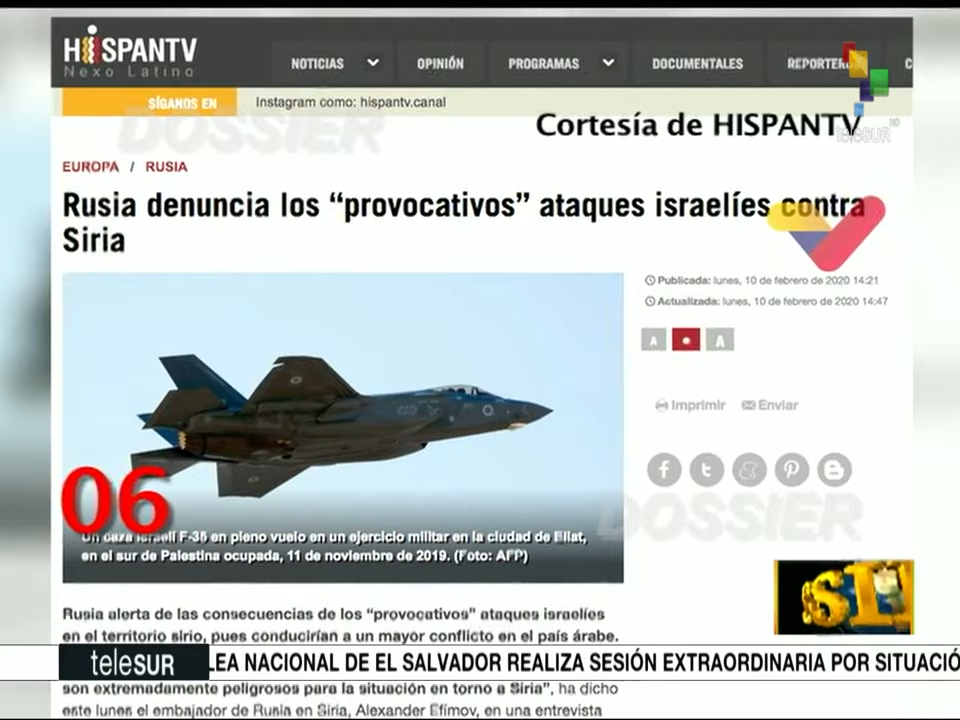 HISPANTV
Nexo Latino
NOTICIAS OPINIÓN PROGRAMAS DOCUMENTALES REPORTER
SÍGANOS EN Instagram como: hispantv.canal
DOSSIER
Cortesía de HISPANTV
teleSUR HD
EUROPA / RUSIA
Rusia denuncia los “provocativos” ataques israelíes contra
Siria
Publicada: lunes, 10 de febrero de 2020 14:21
Actualizada: lunes, 10 de febrero de 2020 14:47
A A
Imprimir Enviar
06
DOSSIER
Un caza israelí F-35 en pleno vuelo en un ejercicio militar en la ciudad de Eilat,
en el sur de Palestina ocupada, 11 de noviembre de 2019. (Foto: AFP)
Rusia alerta de las consecuencias de los “provocativos” ataques israelíes
en el territorio sirio, pues conducirían a un mayor conflicto en el país árabe.
teleSUR LEA NACIONAL DE EL SALVADOR REALIZA SESIÓN EXTRAORDINARIA POR SITUACIÓ
son extremadamente peligrosos para la situación en torno a Siria”, ha dicho
este lunes el embajador de Rusia en Siria, Alexander Efímov, en una entrevista